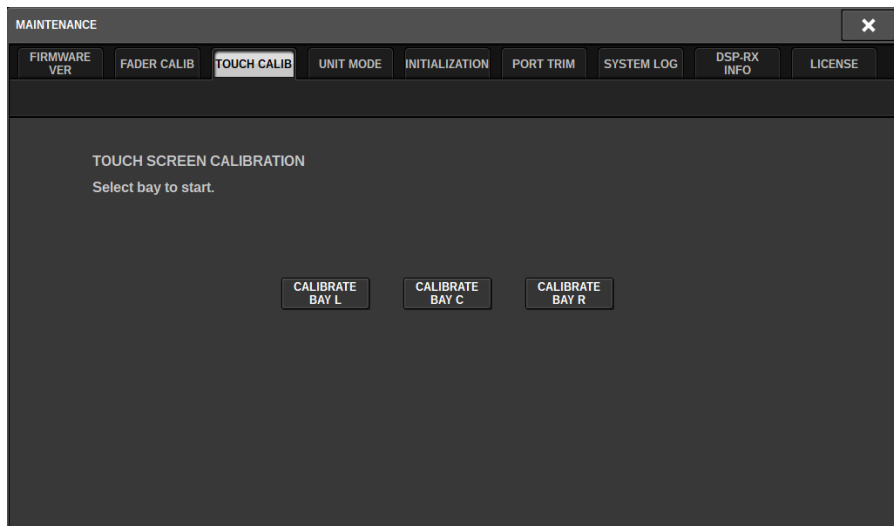 MAINTENANCE
FIRMWARE
VER
FADER CALIB
TOUCH CALIB
UNIT MODE
INITIALIZATION
PORT TRIM
SYSTEM LOG
DSP-RX
INFO
LICENSE
TOUCH SCREEN CALIBRATION
Select bay to start.
CALIBRATE
BAY L
CALIBRATE
BAY C
CALIBRATE
BAY R